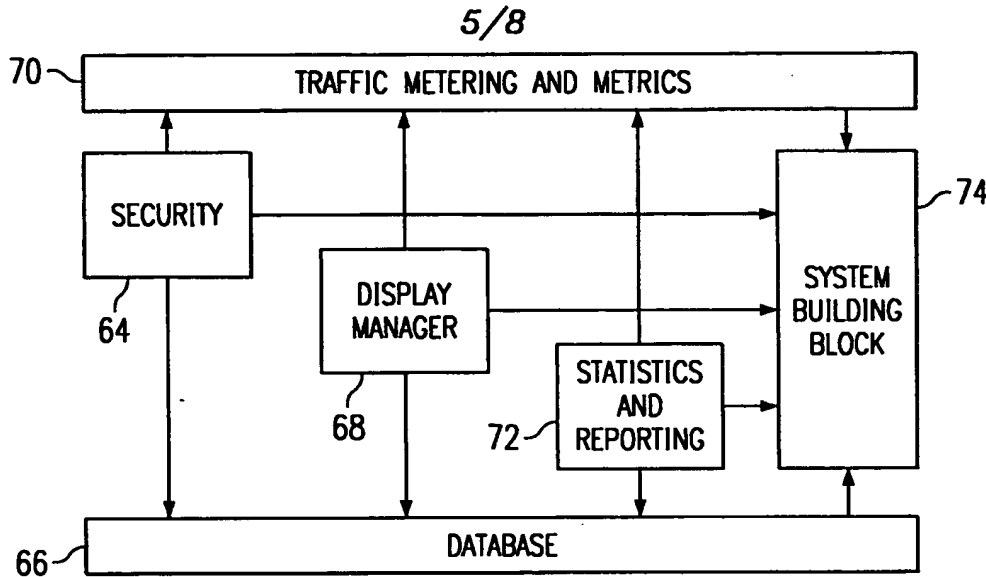 5/8
70
TRAFFIC METERING AND METRICS
SECURITY
64
74
SYSTEM
BUILDING
BLOCK
DISPLAY
MANAGER
68
STATISTICS
AND
REPORTING
72
66
DATABASE